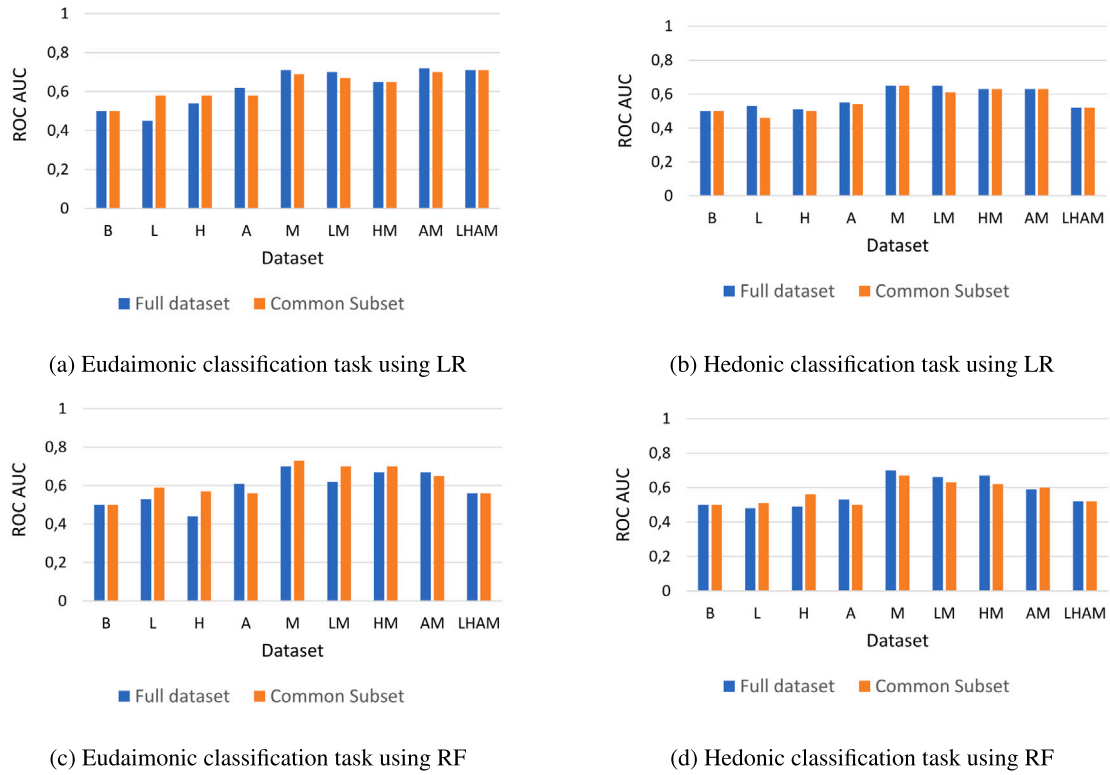 1
0,8
0,6
0,4
0,2
0
ROC AUC
B L H A M LM HM AM LHAM
Dataset
Full dataset Common Subset
(a) Eudaimonic classification task using LR
1
0,8
0,6
0,4
0,2
0
ROC AUC
B L H A M LM HM AM LHAM
Dataset
Full dataset Common Subset
(b) Hedonic classification task using LR
1
0,8
0,6
0,4
0,2
0
ROC AUC
B L H A M LM HM AM LHAM
Dataset
Full dataset Common Subset
(c) Eudaimonic classification task using RF
1
0,8
0,6
0,4
0,2
0
ROC AUC
B L H A M LM HM AM LHAM
Dataset
Full dataset Common Subset
(d) Hedonic classification task using RF